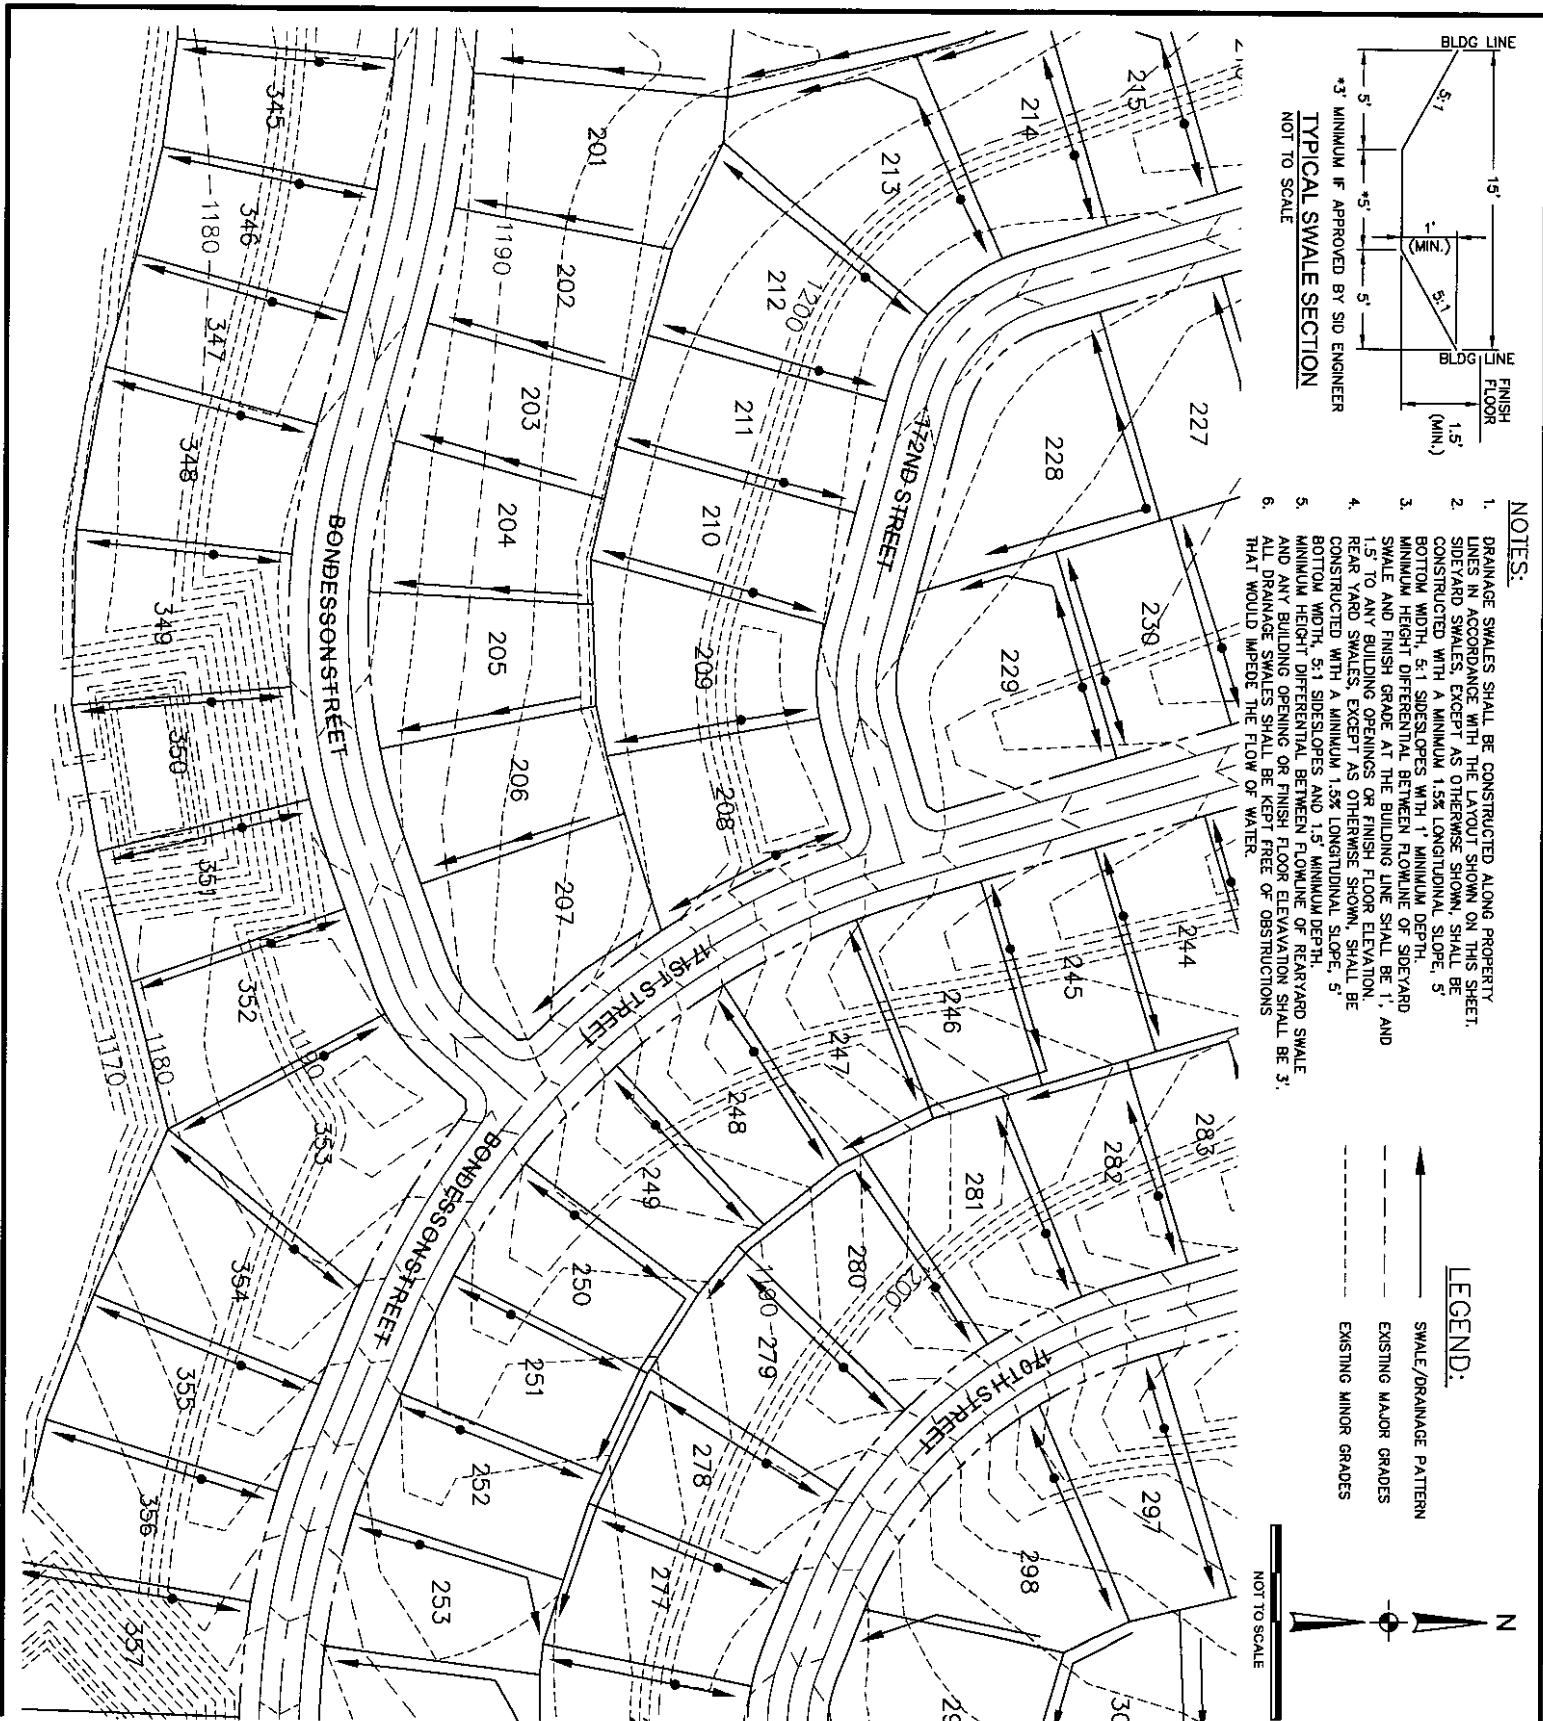 BLDG LINE
15'
BLDG LINE
FINISH
FLOOR
5:1
1'
(MIN.)
5:1
1.5'
(MIN.)
5'
*5'
5'
*3' MINIMUM IF APPROVED BY SID ENGINEER
TYPICAL SWALE SECTION
NOT TO SCALE
NOTES:
1. DRAINAGE SWALES SHALL BE CONSTRUCTED ALONG PROPERTY
LINES IN ACCORDANCE WITH THE LAYOUT SHOWN ON THIS SHEET.
2. SIDEYARD SWALES, EXCEPT AS OTHERWISE SHOWN, SHALL BE
CONSTRUCTED WITH A MINIMUM 1.5% LONGITUDINAL SLOPE, 5'
BOTTOM WIDTH, 5:1 SIDESLOPES WITH 1' MINIMUM DEPTH.
3. MINIMUM HEIGHT DIFFERENTIAL BETWEEN FLOWLINE OF SIDEYARD
SWALE AND FINISH GRADE AT THE BUILDING LINE SHALL BE 1', AND
1.5' TO ANY BUILDING OPENINGS OR FINISH FLOOR ELEVATION.
4. REAR YARD SWALES, EXCEPT AS OTHERWISE SHOWN, SHALL BE
CONSTRUCTED WITH A MINIMUM 1.5% LONGITUDINAL SLOPE, 5'
BOTTOM WIDTH, 5:1 SIDESLOPES AND 1.5' MINIMUM DEPTH.
5. MINIMUM HEIGHT DIFFERENTIAL BETWEEN FLOWLINE OF REARYARD SWALE
AND ANY BUILDING OPENING OR FINISH FLOOR ELEVAVATION SHALL BE 3'.
6. ALL DRAINAGE SWALES SHALL BE KEPT FREE OF OBSTRUCTIONS
THAT WOULD IMPEDE THE FLOW OF WATER.
LEGEND:
SWALE/DRAINAGE PATTERN
EXISTING MAJOR GRADES
EXISTING MINOR GRADES
N
NOT TO SCALE
215
227
244
283
297
214
228
230
245
282
298
213
229
246
281
212
1200
172ND STREET
247
280
1200
170TH STREET
211
210
209
208
248
1190
279
278
277
201
202
203
204
205
206
207
171ST STREET
249
250
251
252
253
1190
BONDESSON STREET
BONDESSON STREET
345
346
347
348
349
350
351
352
353
354
355
356
357
1180
1180
1170